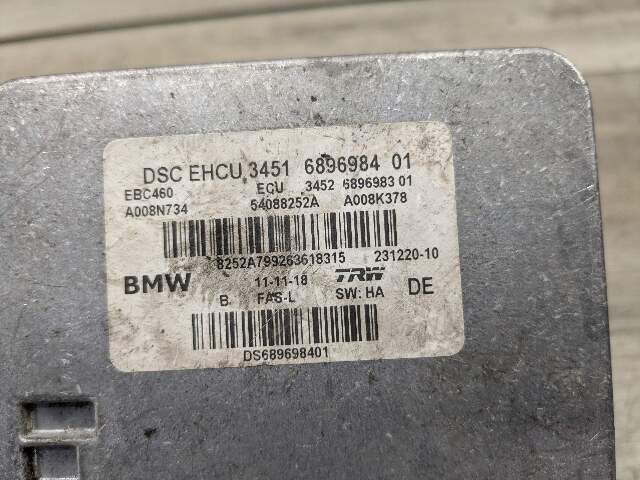 DSC EHCU 3451 6896984 01
EBC460 ECU 3452 6896983 01
A008N734 54088252A A008K378
8252A799263618315 231220-10
BMW 11-11-18 TRW DE
B FAS-L SW: HA
DS689698401